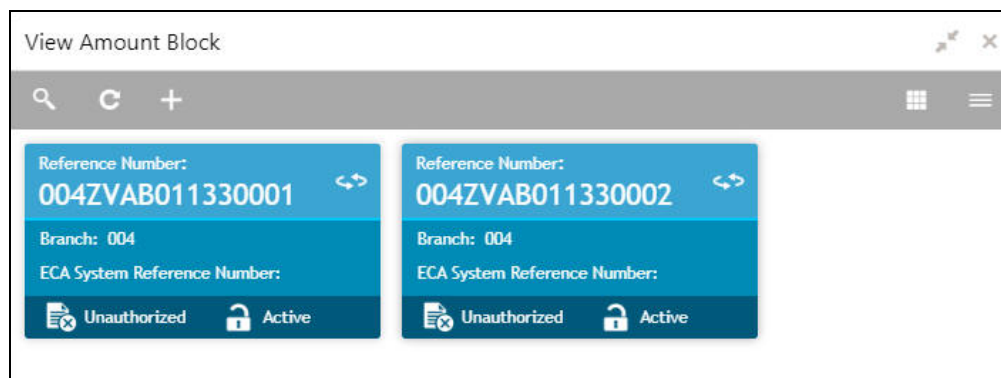 View Amount Block
Reference Number:
004ZVAB011330001
Branch: 004
ECA System Reference Number:
Unauthorized Active
Reference Number:
004ZVAB011330002
Branch: 004
ECA System Reference Number:
Unauthorized Active